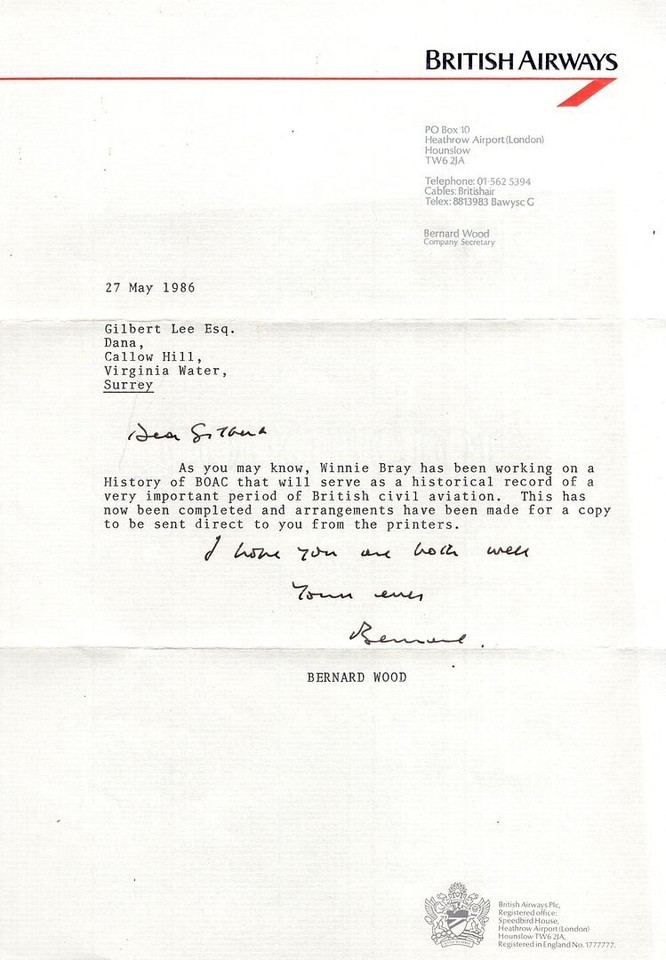 BRITISH AIRWAYS
PO Box 10
Heathrow Airport (London)
Hounslow
TW6 2JA
Telephone: 01-562 5394
Cables: Britishair
Telex: 8813983 Bawysc G
Bernard Wood
Company Secretary
27 May 1986
Gilbert Lee Esq.
Dana,
Callow Hill,
Virginia Water,
Surrey
Dear Gilbert
As you may know, Winnie Bray has been working on a
History of BOAC that will serve as a historical record of a
very important period of British civil aviation. This has
now been completed and arrangements have been made for a copy
to be sent direct to you from the printers.
I hope you are both well
Yours ever
Bernard.
BERNARD WOOD
British Airways Plc,
Registered office:
Speedbird House,
Heathrow Airport (London)
Hounslow TW6 2JA,
Registered in England No. 1777777.